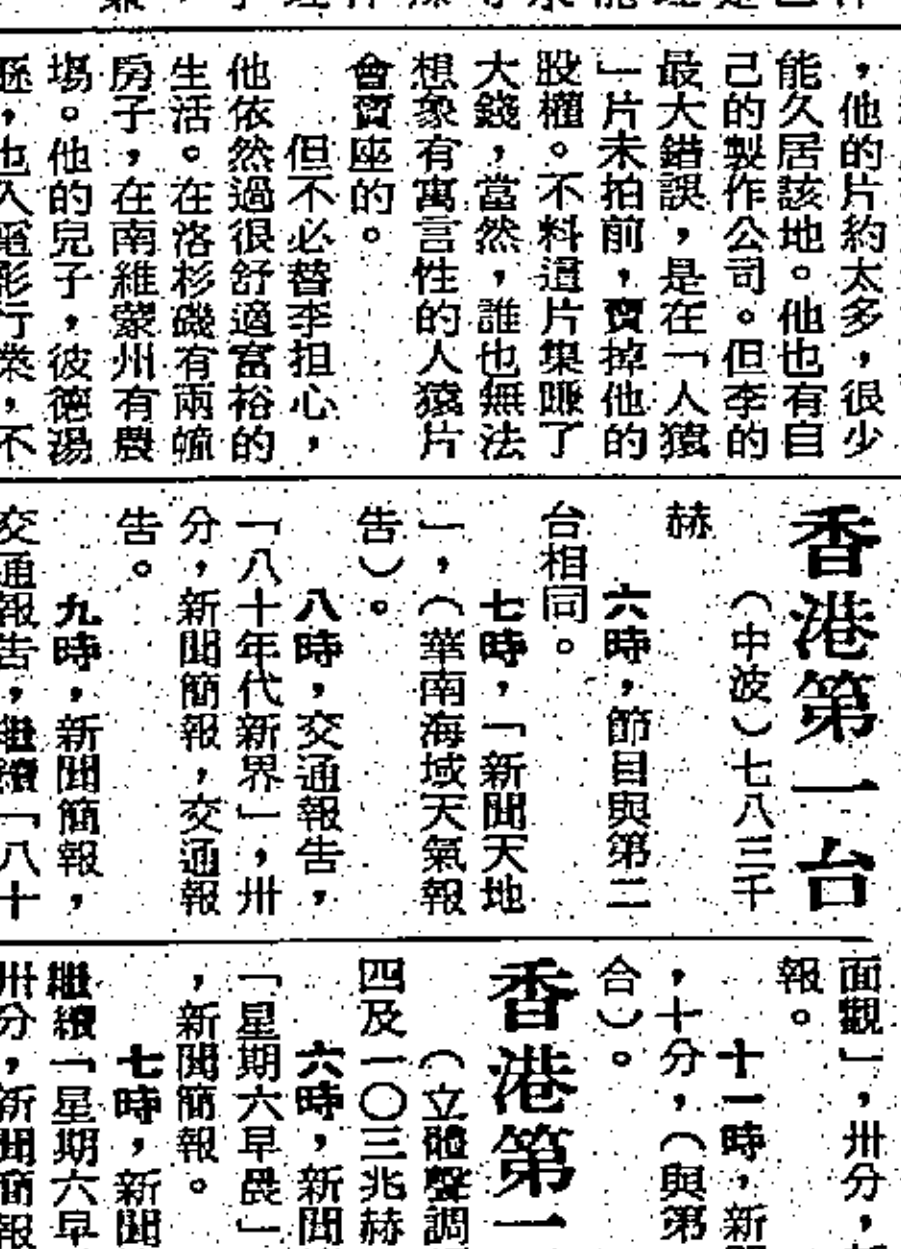 ，他的片約太多，很少
能久居該地。他也有自
己的製作公司。但李的
最大錯誤，是在「人猿
」片未拍前，賣掉他的
股權。不料這片集賺了
大錢，當然，誰也無法
想象有寓言性的人猿片
會賣座的。
但不必替李担心，
他依然過很舒適富裕的
生活。在洛杉磯有兩幢
房子，在南維蒙州有農
場。他的兒子，彼德湯
遜，也入電影行業，不
香港第一台
（中波）七八三千
赫
六時，節目與第二
台相同。
七時，「新聞天地
」，（華南海域天氣報
告）。
八時，交通報告，
「八十年代新界」，卅
分，新聞簡報，交通報
告。
九時，新聞簡報，
交通報告，繼續「八十
面觀」，卅分，
報。
十一時，新
，十分，（與第
合）。
香港第一
（立體聲調
四及一〇三兆赫
六時，新聞
「星期六早晨」
，新聞簡報。
七時，新聞
繼續「星期六早
卅分，新聞簡報